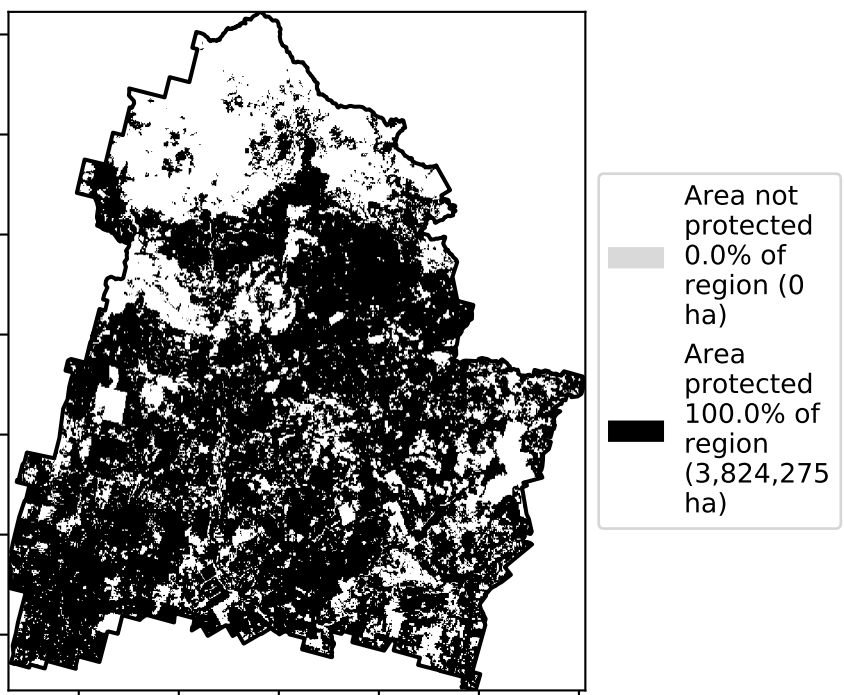 Area not
protected
0.0% of
region (0
ha)
Area
protected
100.0% of
region
(3,824,275
ha)